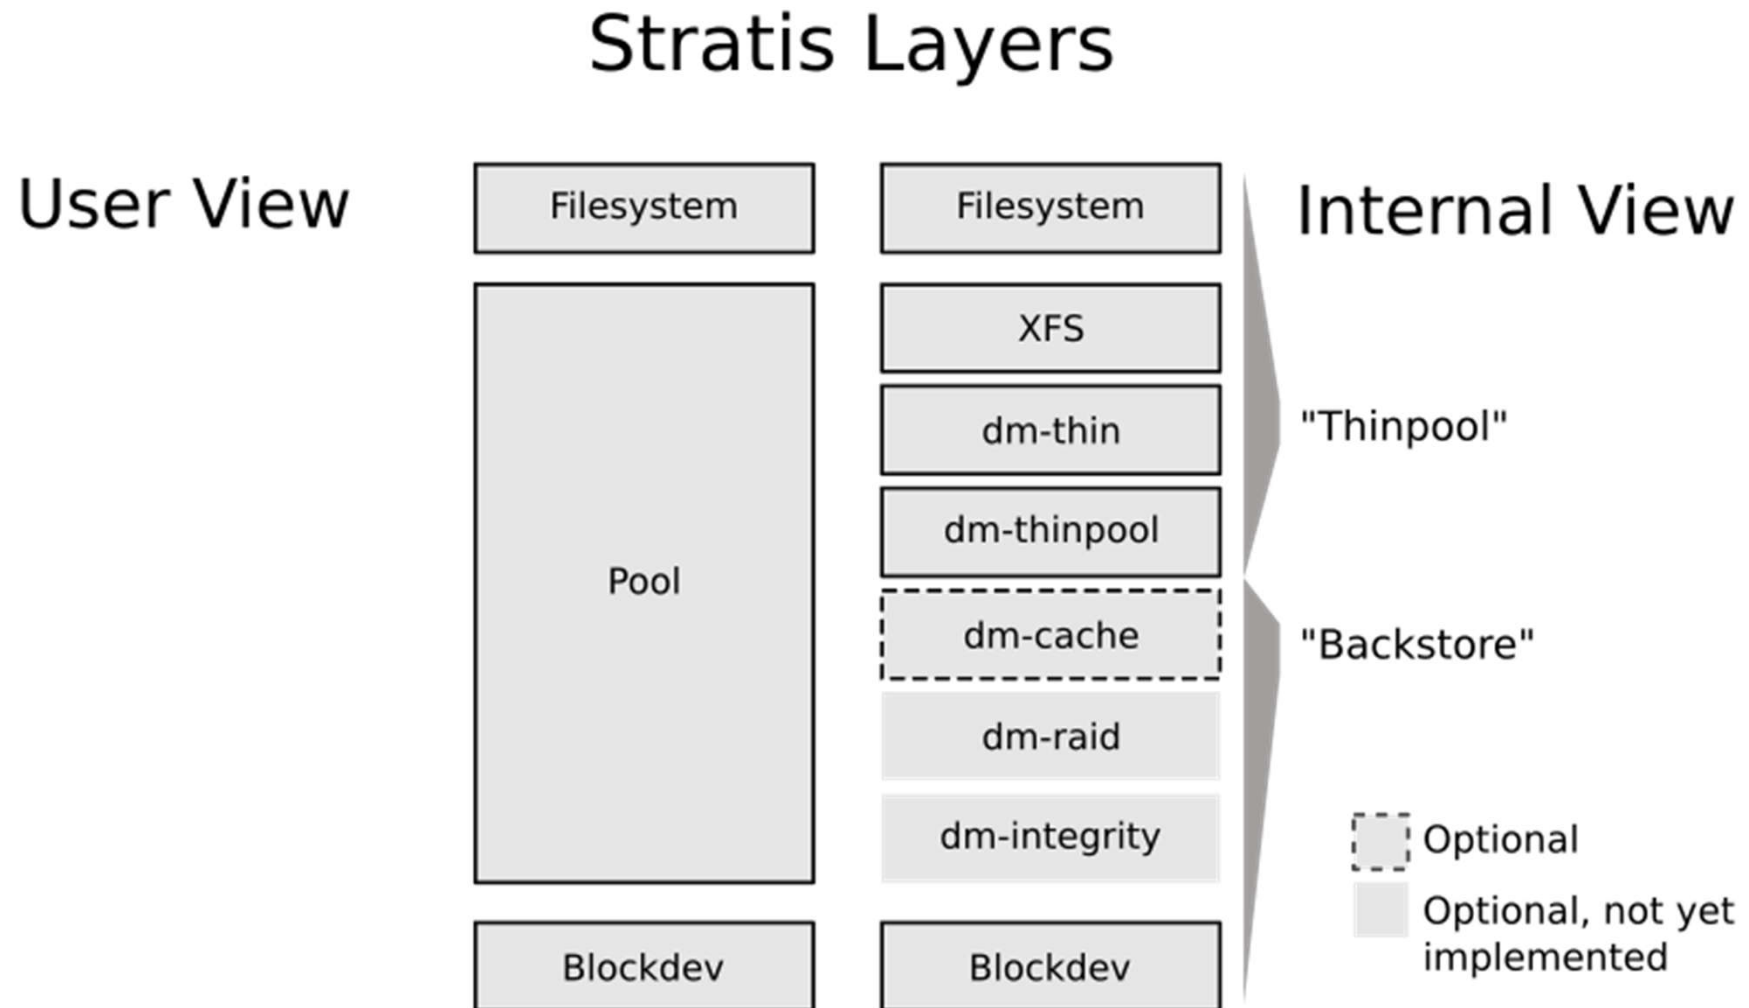 Stratis Layers
User View
Internal View
Filesystem
Pool
Blockdev
Filesystem
XFS
dm-thin
dm-thinpool
dm-cache
dm-raid
dm-integrity
Blockdev
"Thinpool"
"Backstore"
Optional
Optional, not yet
implemented